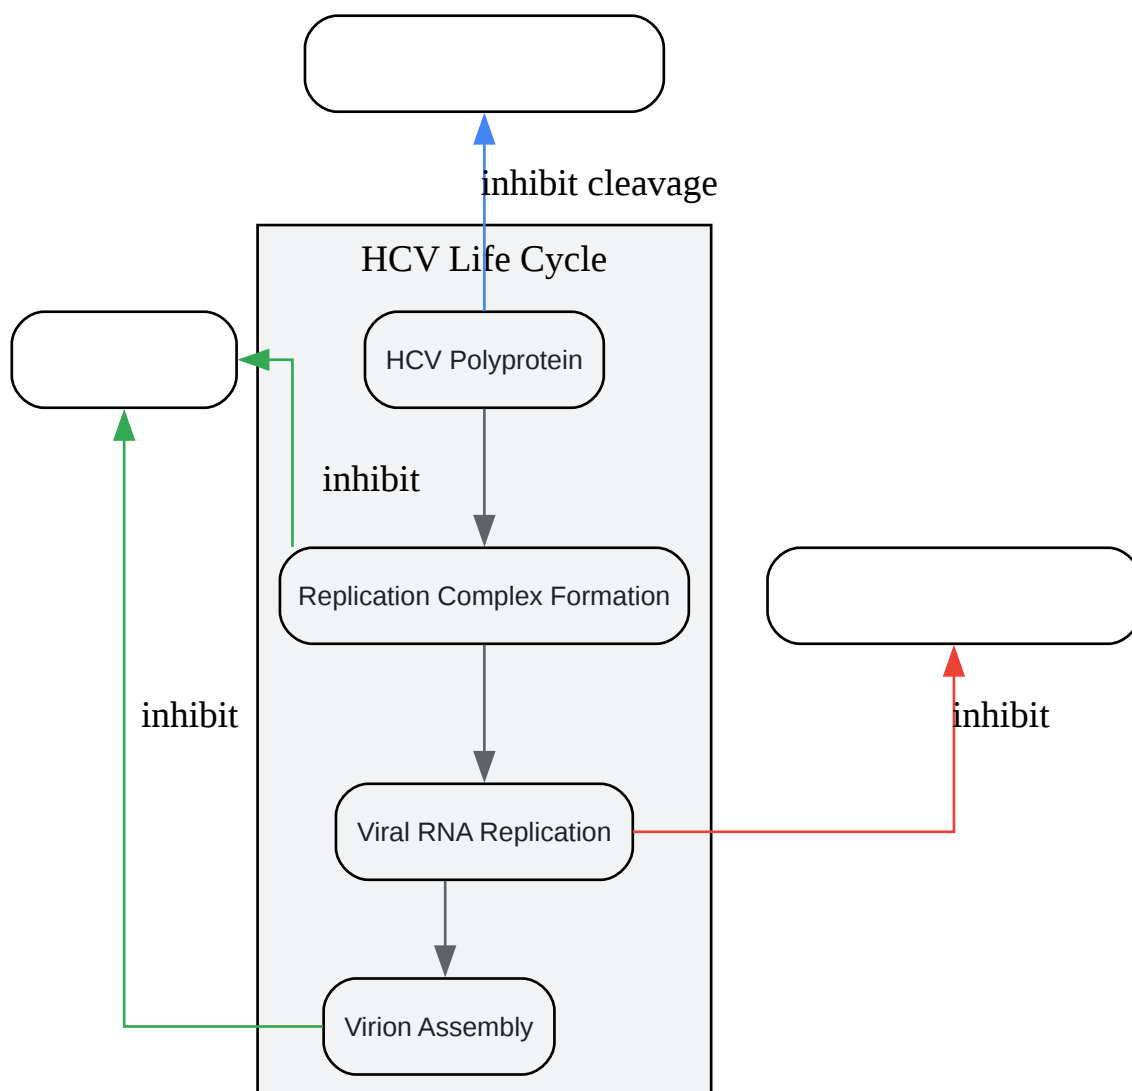 inhibit cleavage
HCV Life Cycle
HCV Polyprotein
inhibit
Replication Complex Formation
inhibit
inhibit
Viral RNA Replication
Virion Assembly